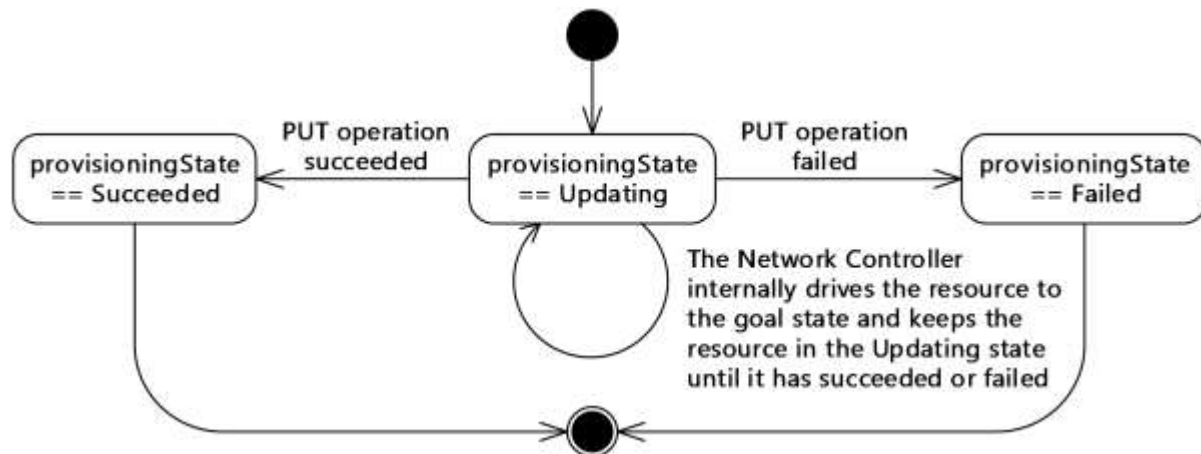 PUT operation
succeeded
PUT operation
failed
provisioningState
== Succeeded
provisioningState
== Updating
provisioningState
== Failed
The Network Controller
internally drives the resource to
the goal state and keeps the
resource in the Updating state
until it has succeeded or failed